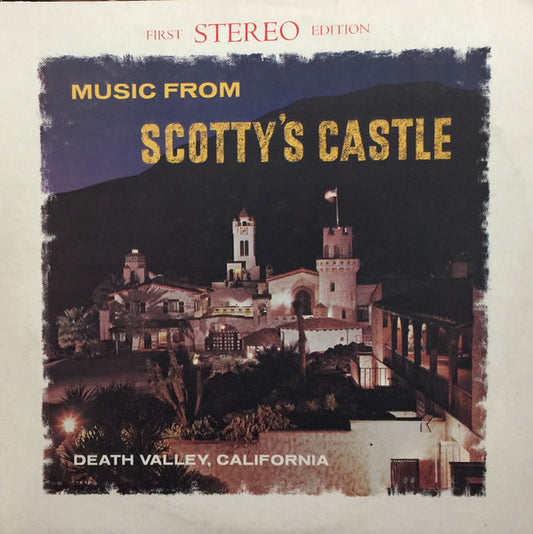 FIRST STEREO EDITION
MUSIC FROM
SCOTTY'S CASTLE
DEATH VALLEY, CALIFORNIA